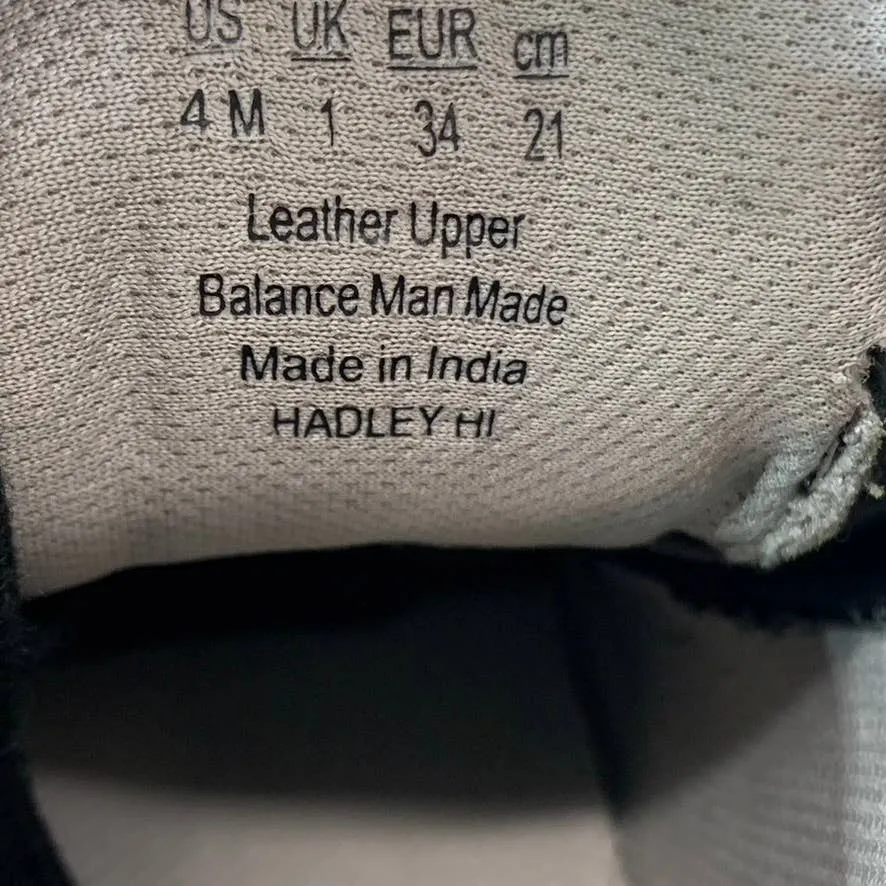 US UK EUR cm
4 M 1 34 21
Leather Upper
Balance Man Made
Made in India
HADLEY HI